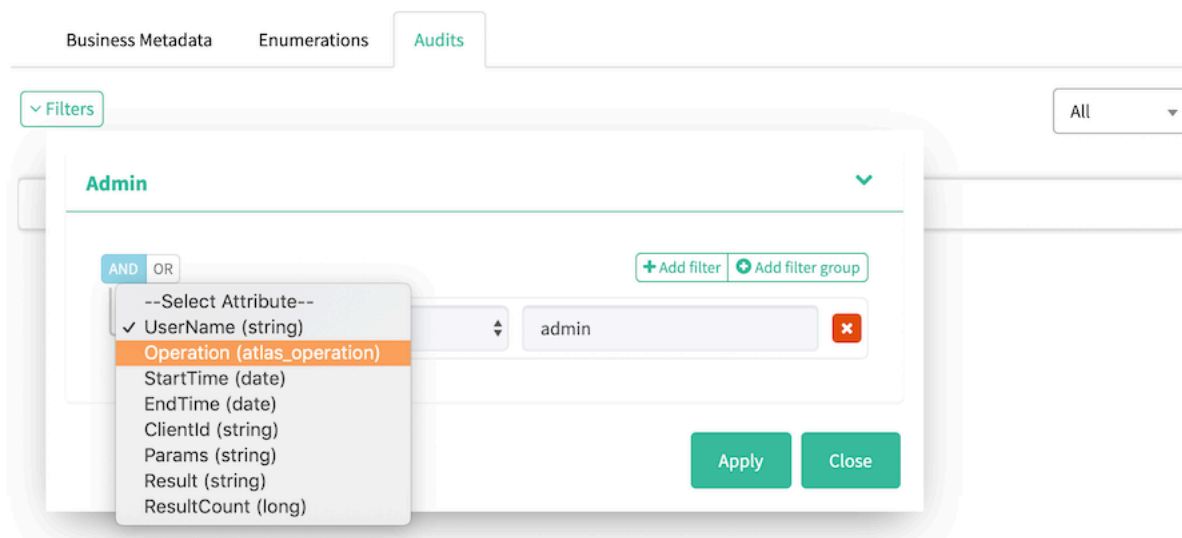 Business Metadata Enumerations Audits
Filters
All
Admin
AND OR
+ Add filter Add filter group
--Select Attribute--
✓ UserName (string)
admin
Operation (atlas_operation)
StartTime (date)
EndTime (date)
ClientId (string)
Params (string)
Result (string)
ResultCount (long)
Apply Close